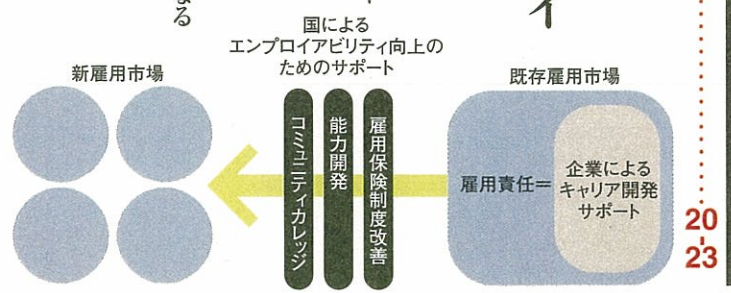 イ
なる
国による
エンプロイアビリティ向上の
ためのサポート
新雇用市場
既存雇用市場
コミュニティカレッジ
能力開発
雇用保険制度改善
雇用責任=
企業による
キャリア開発
サポート
20
-
23